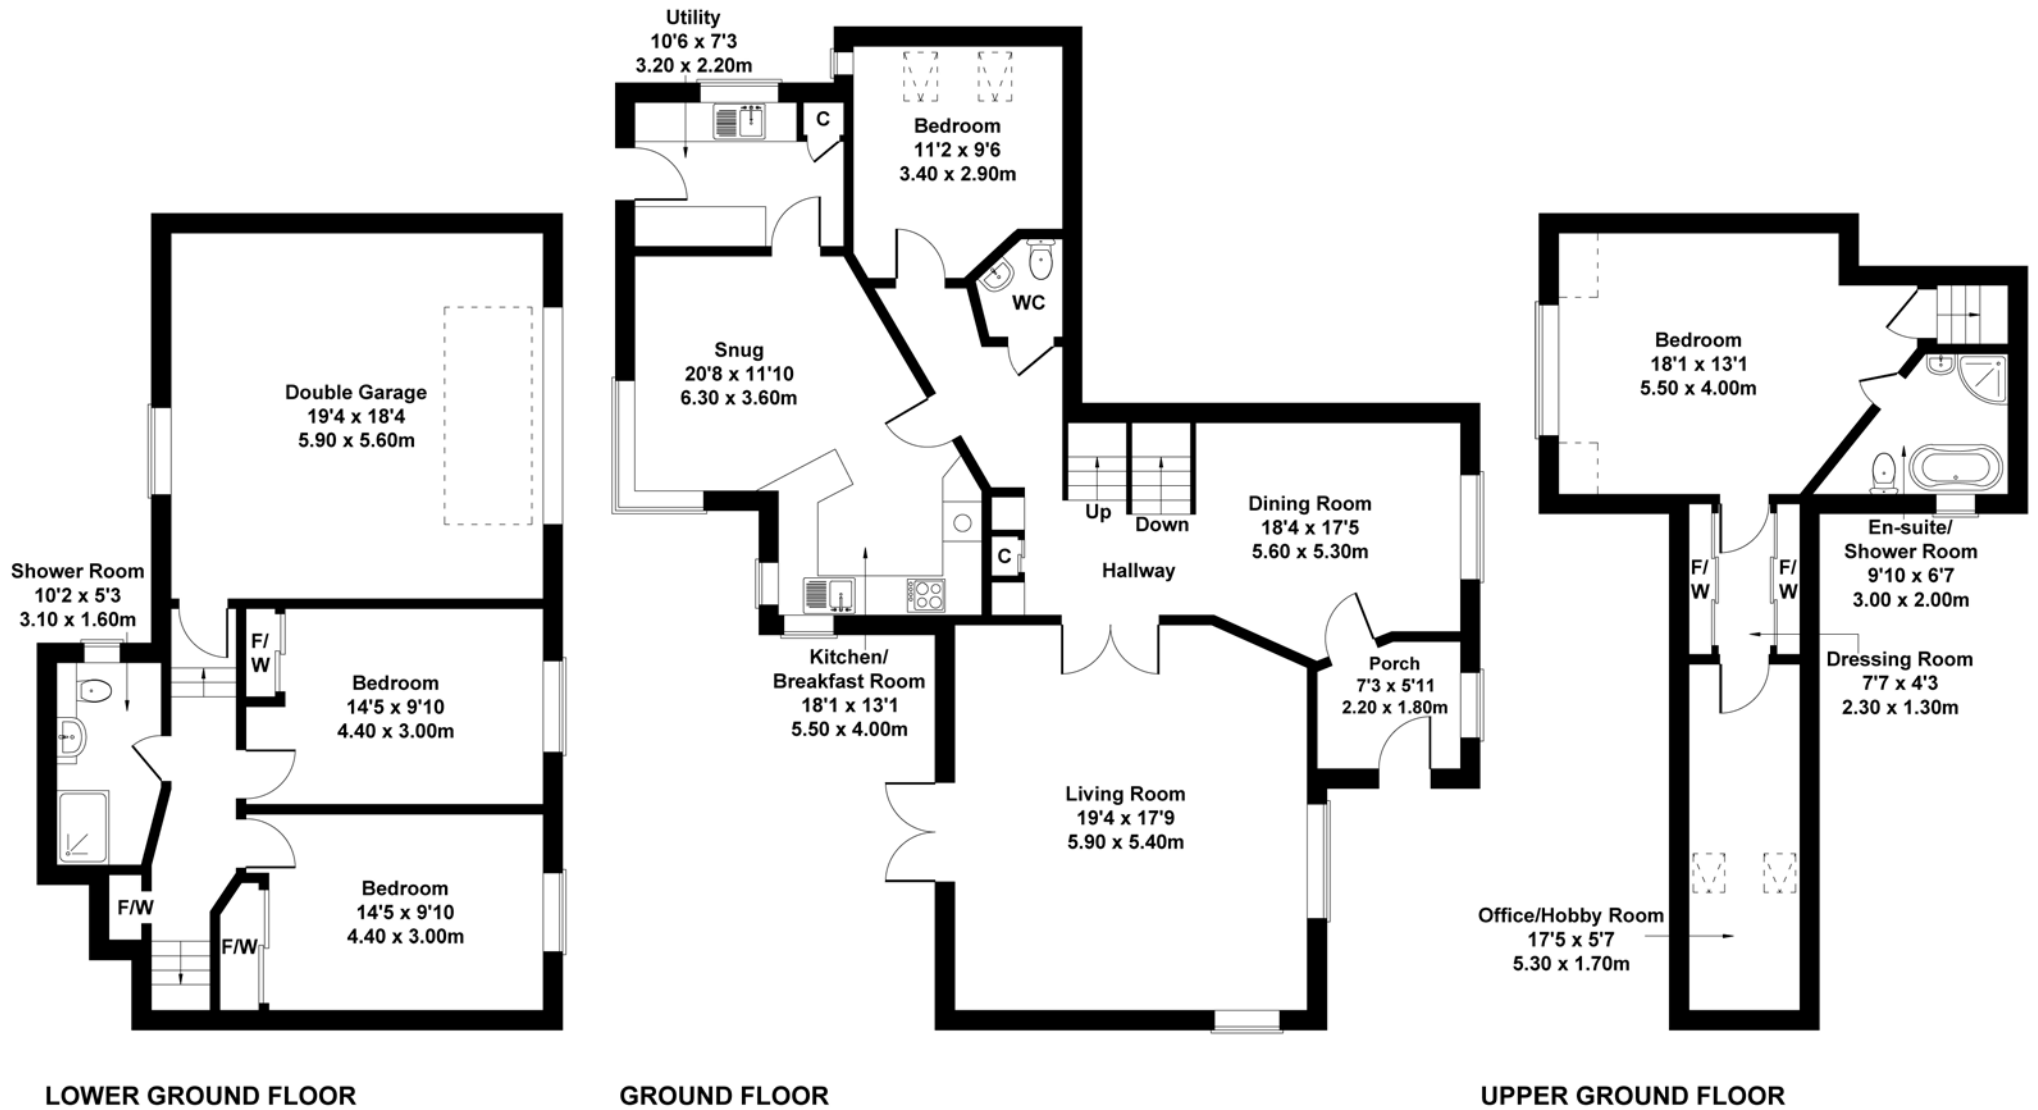 Double Garage
19'4 x 18'4
5.90 x 5.60m
Shower Room
10'2 x 5'3
3.10 x 1.60m
F/
W
Bedroom
14'5 x 9'10
4.40 x 3.00m
Bedroom
14'5 x 9'10
4.40 x 3.00m
F/W
F/W
LOWER GROUND FLOOR
Utility
10'6 x 7'3
3.20 x 2.20m
C
Bedroom
11'2 x 9'6
3.40 x 2.90m
WC
Snug
20'8 x 11'10
6.30 x 3.60m
Up
Down
Dining Room
18'4 x 17'5
5.60 x 5.30m
C
Hallway
Kitchen/
Breakfast Room
18'1 x 13'1
5.50 x 4.00m
Porch
7'3 x 5'11
2.20 x 1.80m
Living Room
19'4 x 17'9
5.90 x 5.40m
GROUND FLOOR
Bedroom
18'1 x 13'1
5.50 x 4.00m
En-suite/
Shower Room
9'10 x 6'7
3.00 x 2.00m
F/
W
F/
W
Dressing Room
7'7 x 4'3
2.30 x 1.30m
Office/Hobby Room
17'5 x 5'7
5.30 x 1.70m
UPPER GROUND FLOOR